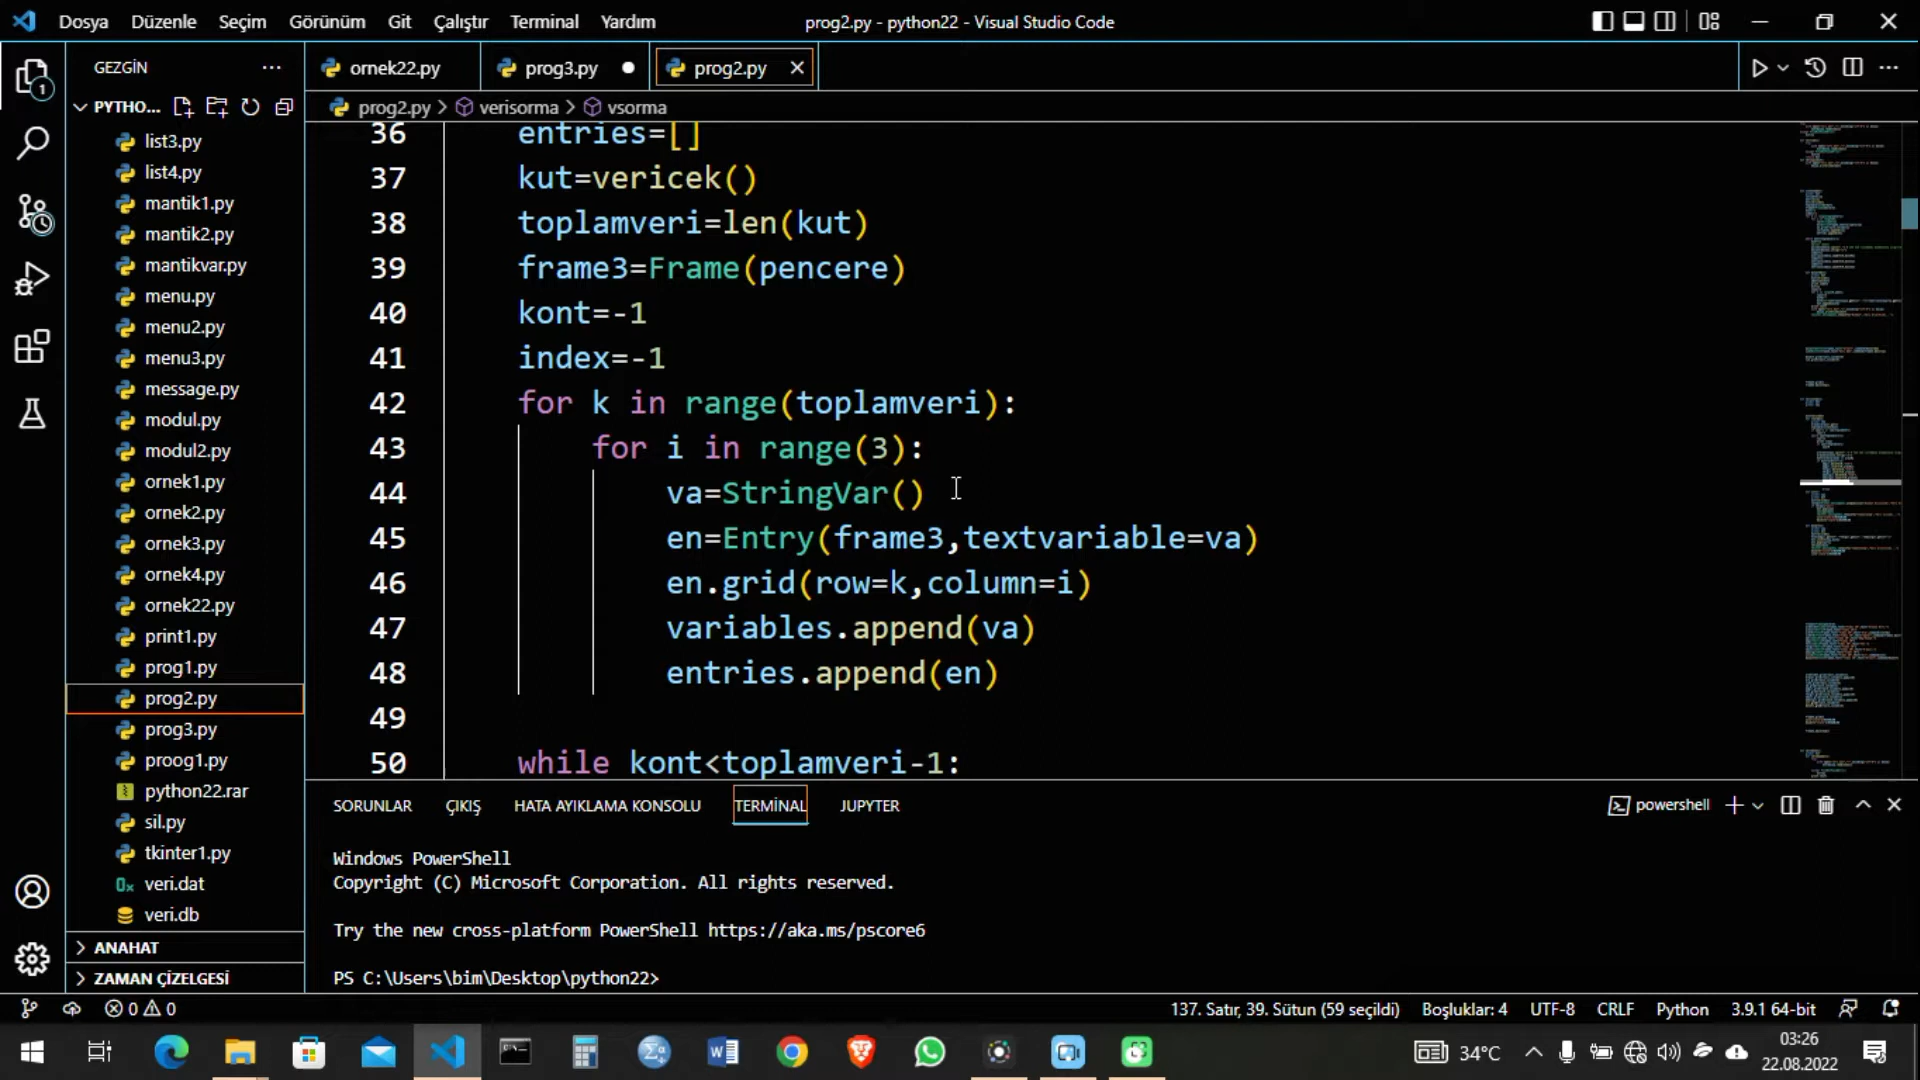 Dosya Düzenle Seçim Görünüm Git Çalıştır Terminal Yardım prog2.py - python22 - Visual Studio Code
GEZGİN ornek22.py prog3.py prog2.py
PYTHO... prog2.py verisorma vsorma
list3.py
list4.py
mantik1.py
mantik2.py
mantikvar.py
menu.py
menu2.py
menu3.py
message.py
modul.py
modul2.py
ornek1.py
ornek2.py
ornek3.py
ornek4.py
ornek22.py
print1.py
prog1.py
prog2.py
prog3.py
proog1.py
python22.rar
sil.py
tkinter1.py
veri.dat
veri.db
ANAHAT
ZAMAN ÇİZELGESİ
1
36 entries=[]
37 kut=vericek()
38 toplamveri=len(kut)
39 frame3=Frame(pencere)
40 kont=-1
41 index=-1
42 for k in range(toplamveri):
43 for i in range(3):
44 va=StringVar()
45 en=Entry(frame3,textvariable=va)
46 en.grid(row=k,column=i)
47 variables.append(va)
48 entries.append(en)
49
50 while kont<toplamveri-1:
SORUNLAR ÇIKIŞ HATA AYIKLAMA KONSOLU TERMİNAL JUPYTER powershell
Windows PowerShell
Copyright (C) Microsoft Corporation. All rights reserved.
Try the new cross-platform PowerShell https://aka.ms/pscore6
PS C:\Users\bim\Desktop\python22>
0 0 137. Satır, 39. Sütun (59 seçildi) Boşluklar: 4 UTF-8 CRLF Python 3.9.1 64-bit
34°C 03:26
22.08.2022